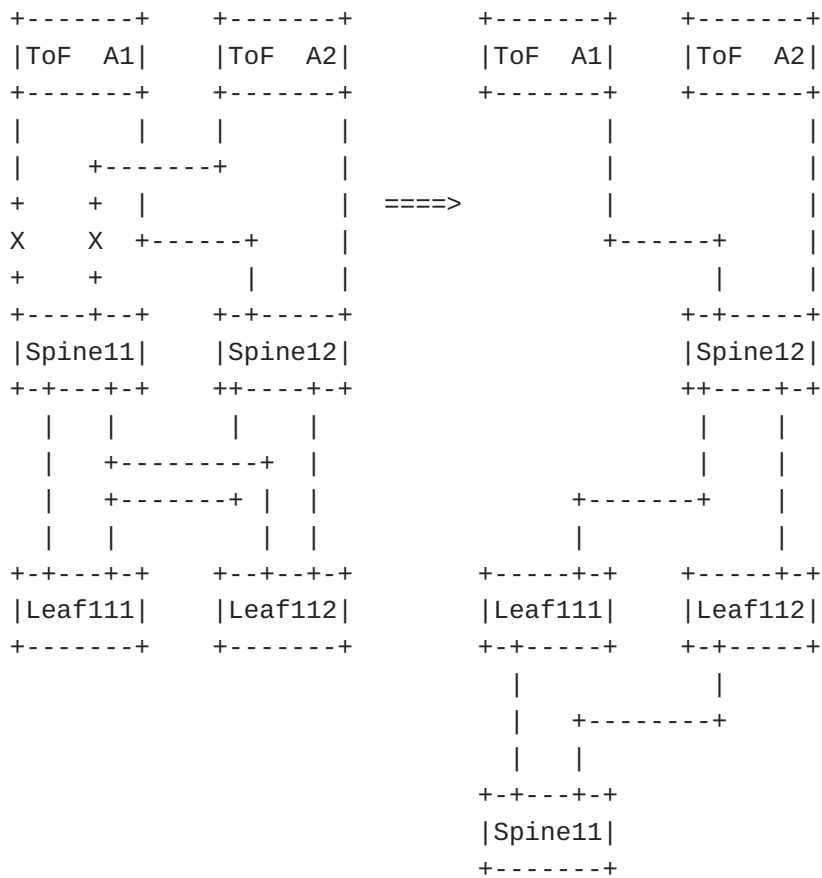 +-------+    +-------+       +-------+    +-------+
|ToF  A1|    |ToF  A2|       |ToF  A1|    |ToF  A2|
+-------+    +-------+       +-------+    +-------+
|       |    |       |               |            |
|    +-------+       |               |            |
+    +  |            |  ====>        |            |
X    X  +------+     |               +------+     |
+    +         |     |                      |     |
+----+--+    +-+-----+                    +-+-----+
|Spine11|    |Spine12|                    |Spine12|
+-+---+-+    ++----+-+                    ++----+-+
  |   |       |    |                       |    |
  |   +---------+  |                       |    |
  |   +-------+ |  |               +-------+    |
  |   |         |  |               |            |
+-+---+-+    +--+--+-+       +-----+-+    +-----+-+
|Leaf111|    |Leaf112|       |Leaf111|    |Leaf112|
+-------+    +-------+       +-+-----+    +-+-----+
                               |            |
                               |   +--------+
                               |   |
                             +-+---+-+
                             |Spine11|
                             +-------+